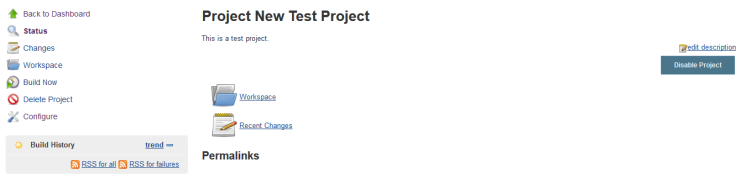 Back to Dashboard
Status
Changes
Workspace
Build Now
Delete Project
Configure
Build History trend
RSS for all RSS for failures
Project New Test Project
This is a test project.
edit description
Disable Project
Workspace
Recent Changes
Permalinks